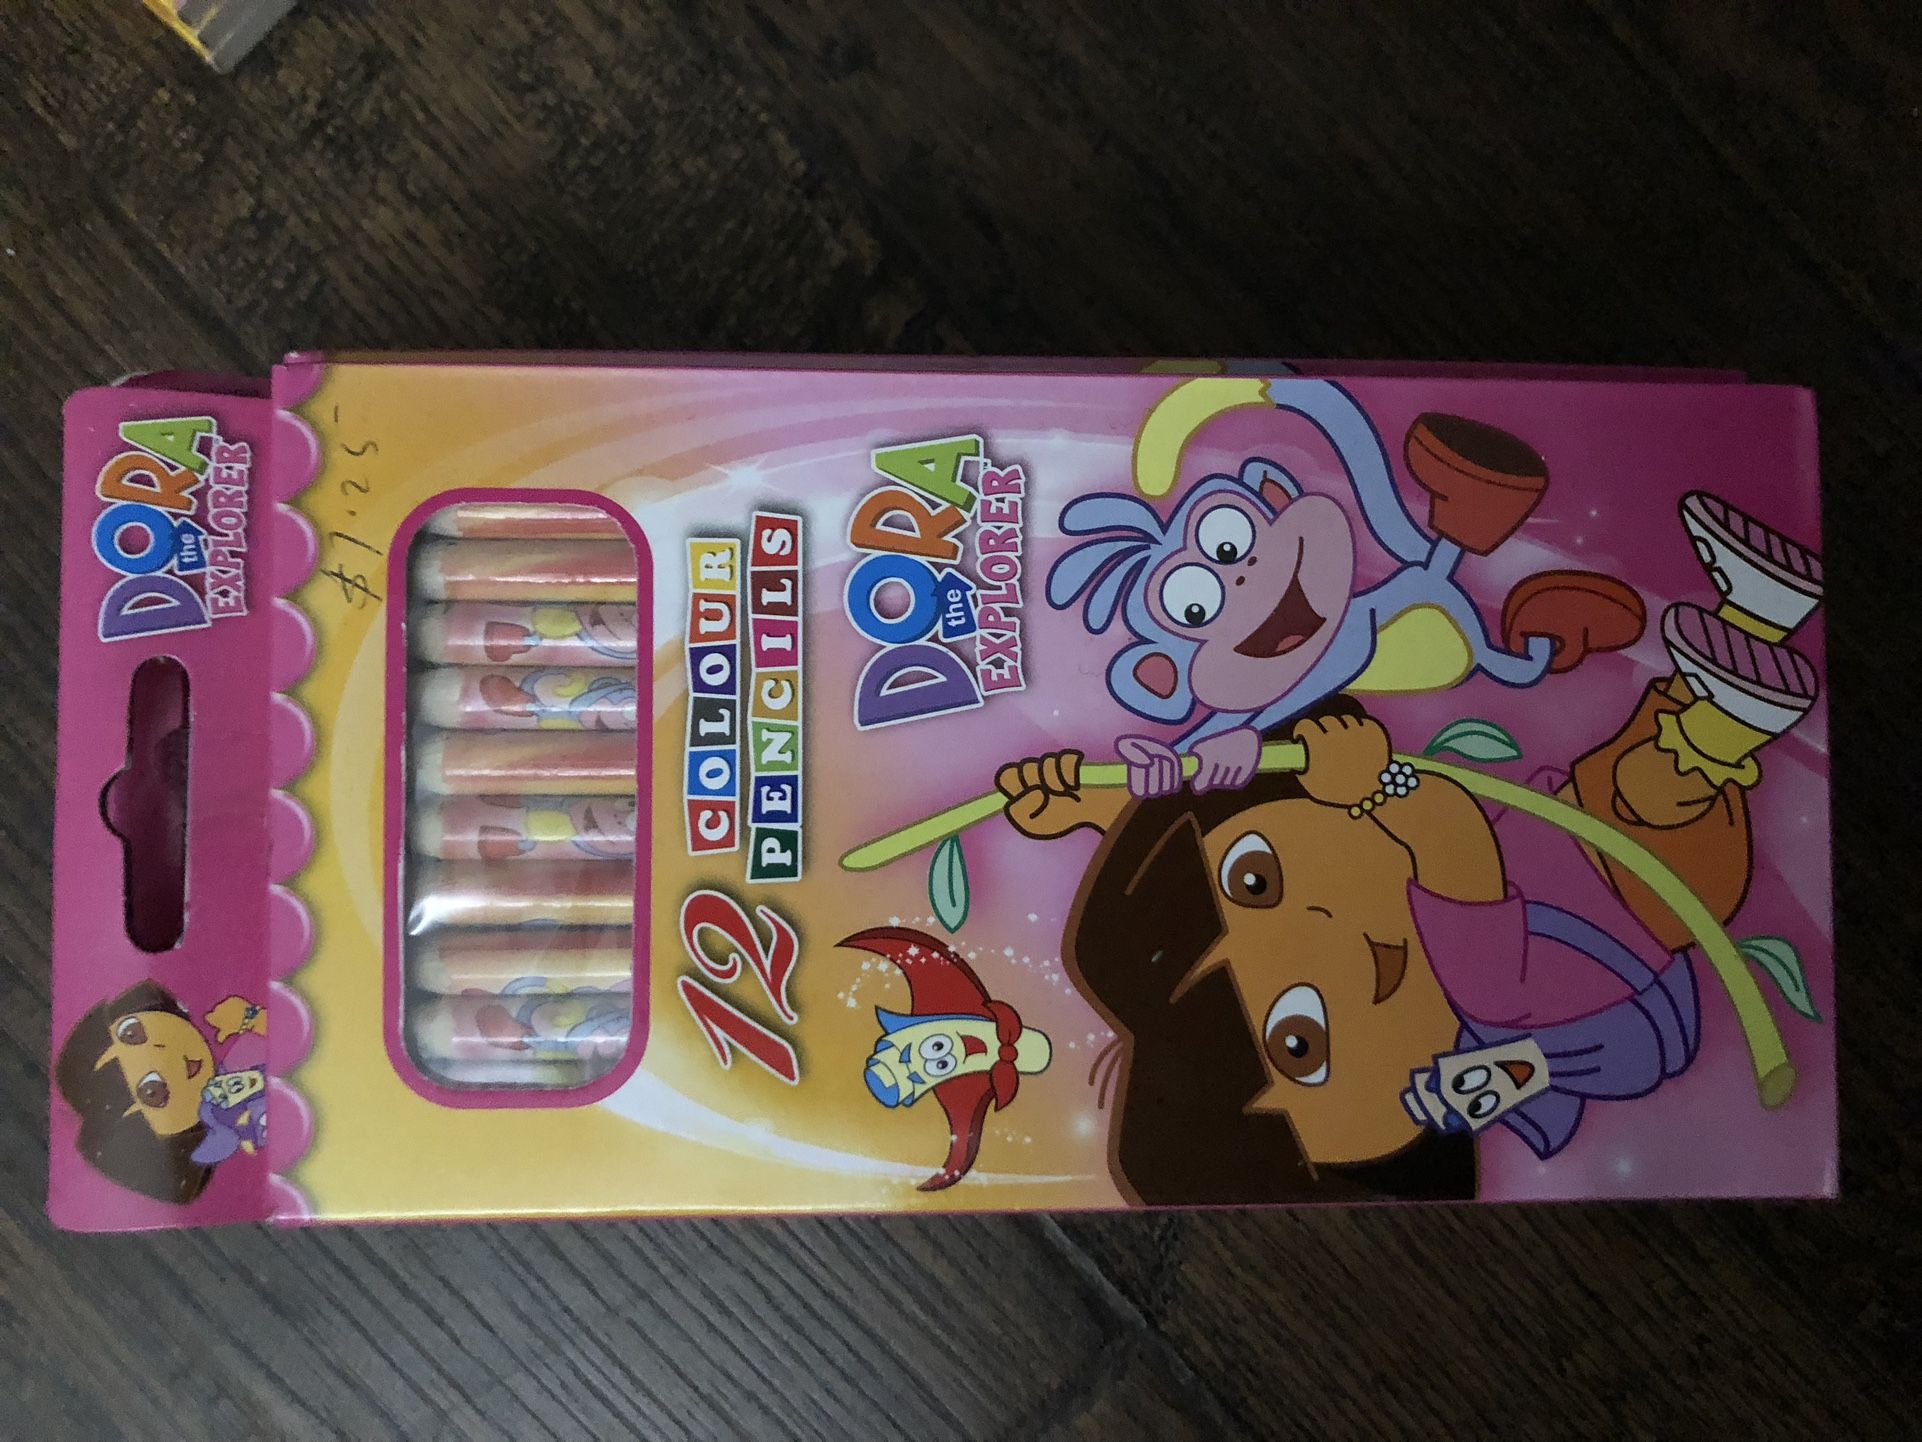 DORA
the
EXPLORER
$1.25
12 COLOUR
PENCILS
DORA
the
EXPLORER